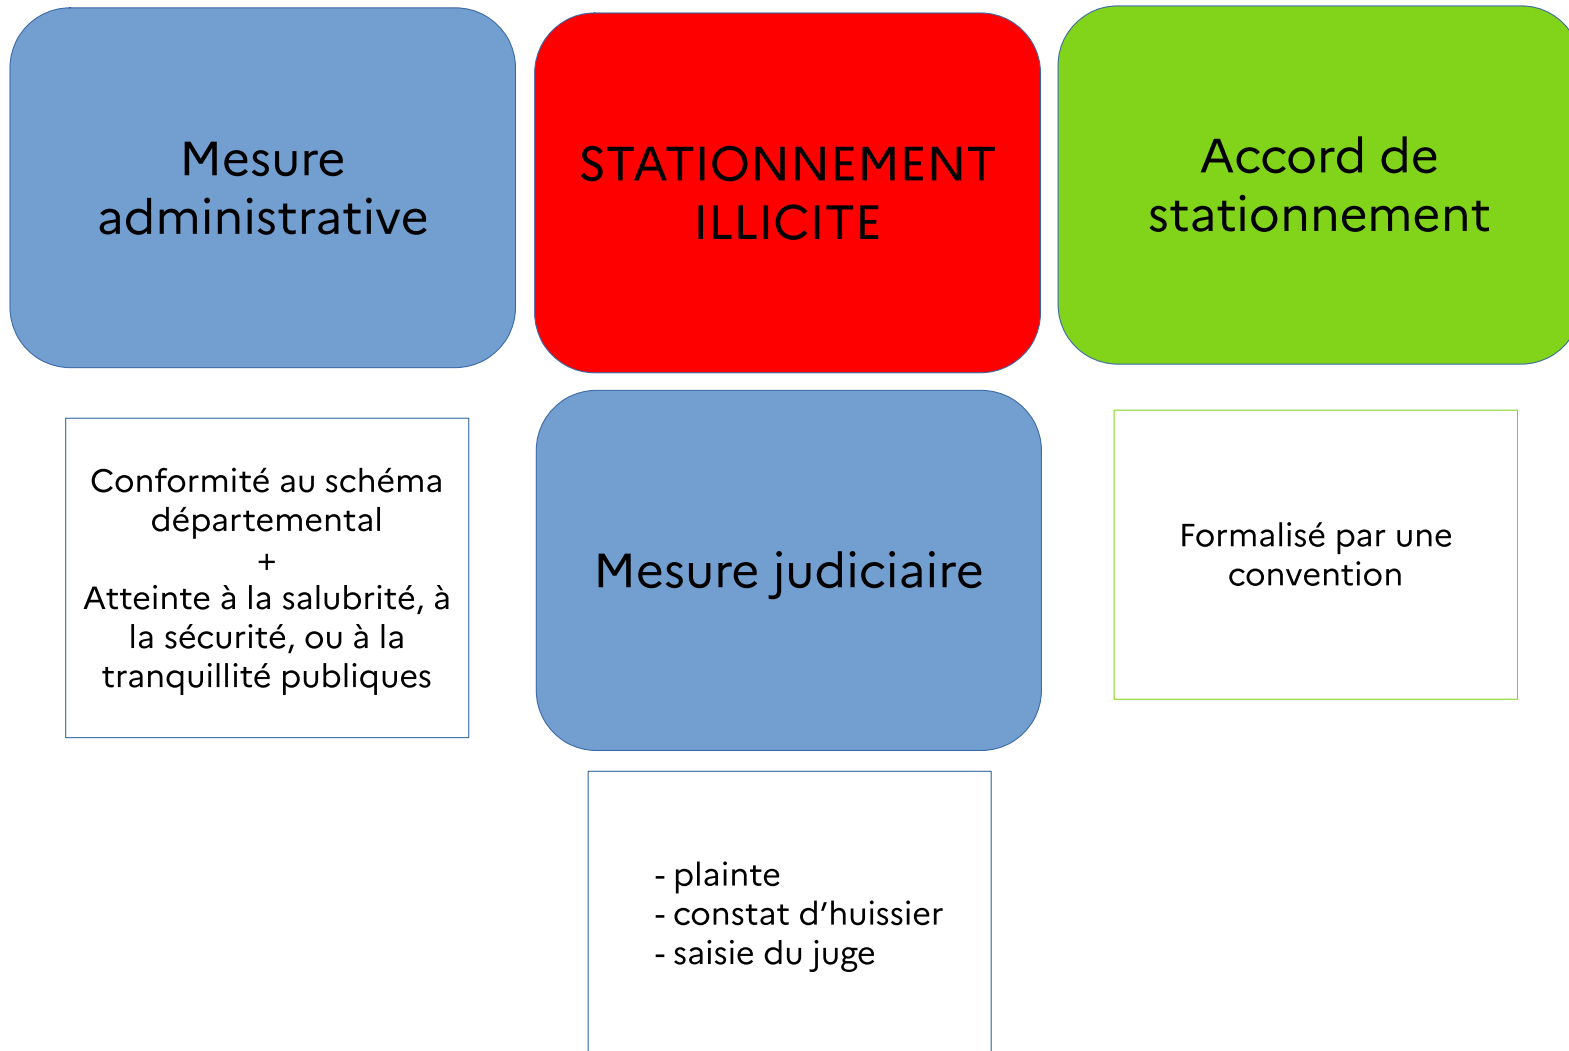 Mesure
administrative
STATIONNEMENT
ILLICITE
Accord de
stationnement
Conformité au schéma
départemental
+
Atteinte à la salubrité, à
la sécurité, ou à la
tranquillité publiques
Mesure judiciaire
- plainte
- constat d’huissier
- saisie du juge
Formalisé par une
convention